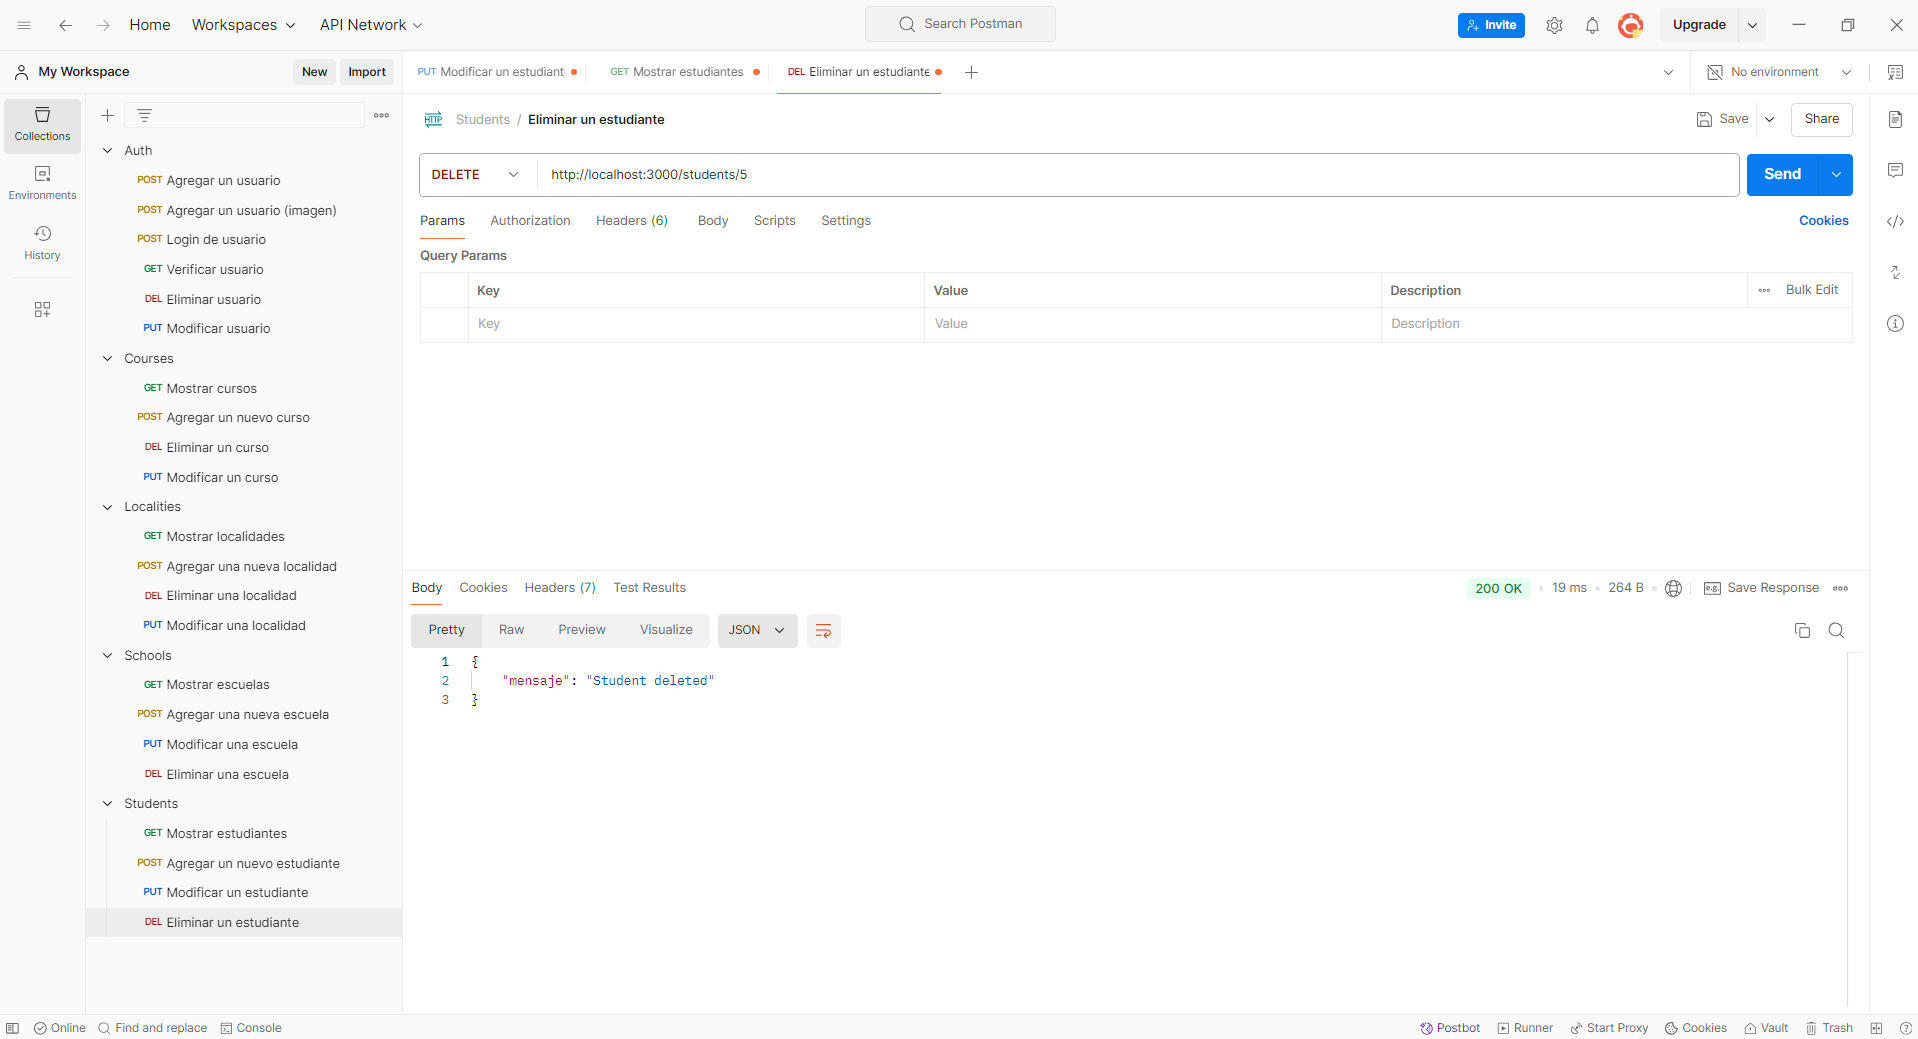 Home Workspaces API Network Search Postman Invite Upgrade
My Workspace New Import PUT Modificar un estudiant GET Mostrar estudiantes DEL Eliminar un estudiante No environment
Collections
Environments
History
Auth
POST Agregar un usuario
POST Agregar un usuario (imagen)
POST Login de usuario
GET Verificar usuario
DEL Eliminar usuario
PUT Modificar usuario
Courses
GET Mostrar cursos
POST Agregar un nuevo curso
DEL Eliminar un curso
PUT Modificar un curso
Localities
GET Mostrar localidades
POST Agregar una nueva localidad
DEL Eliminar una localidad
PUT Modificar una localidad
Schools
GET Mostrar escuelas
POST Agregar una nueva escuela
PUT Modificar una escuela
DEL Eliminar una escuela
Students
GET Mostrar estudiantes
POST Agregar un nuevo estudiante
PUT Modificar un estudiante
DEL Eliminar un estudiante
HTTP Students / Eliminar un estudiante Save Share
DELETE http://localhost:3000/students/5 Send
Params Authorization Headers (6) Body Scripts Settings Cookies
Query Params
Key Value Description Bulk Edit
Key Value Description
Body Cookies Headers (7) Test Results 200 OK 19 ms 264 B e.g. Save Response
Pretty Raw Preview Visualize JSON
1 {
2 "mensaje": "Student deleted"
3 }
Online Find and replace Console Postbot Runner Start Proxy Cookies Vault Trash